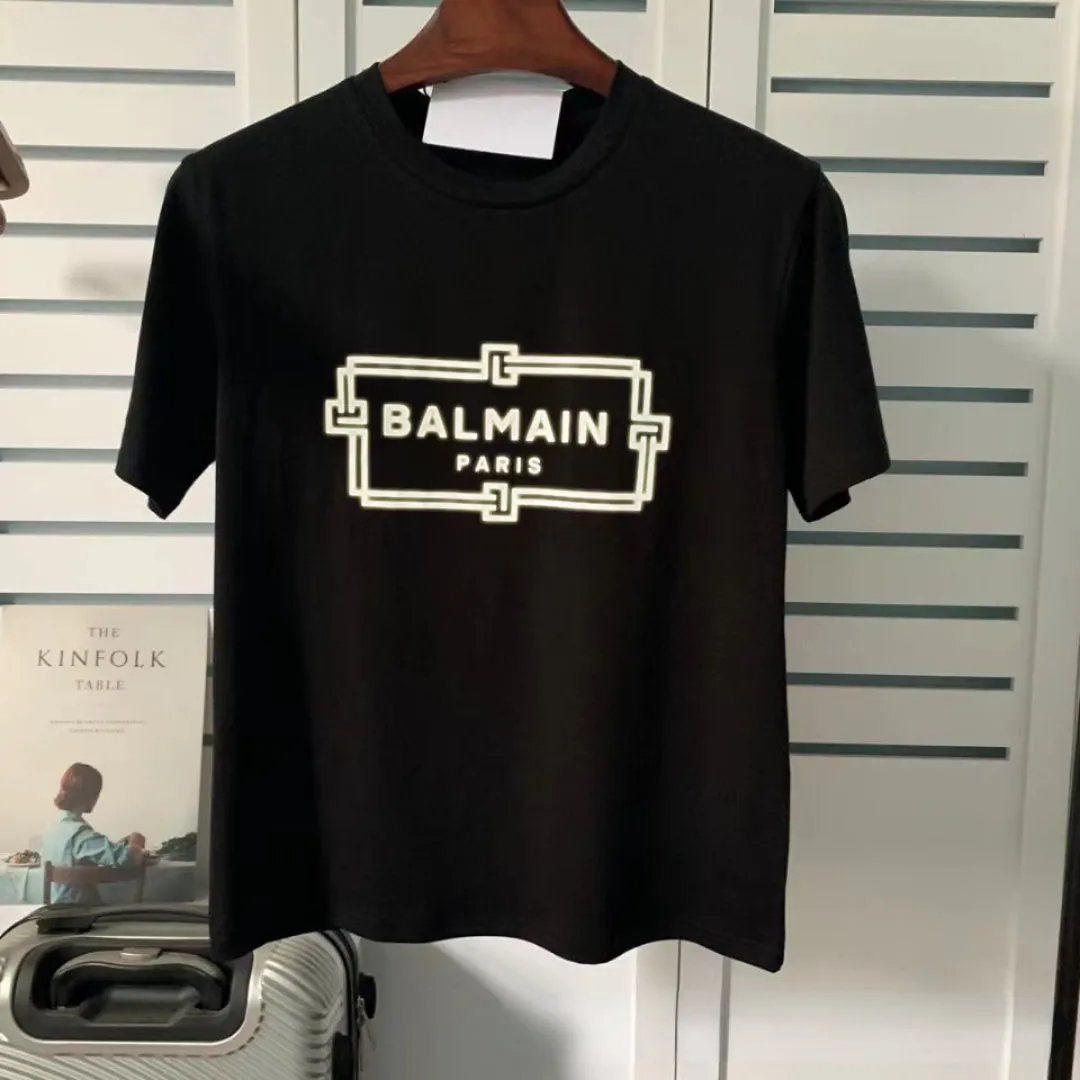 BALMAIN
PARIS
THE
KINFOLK
TABLE